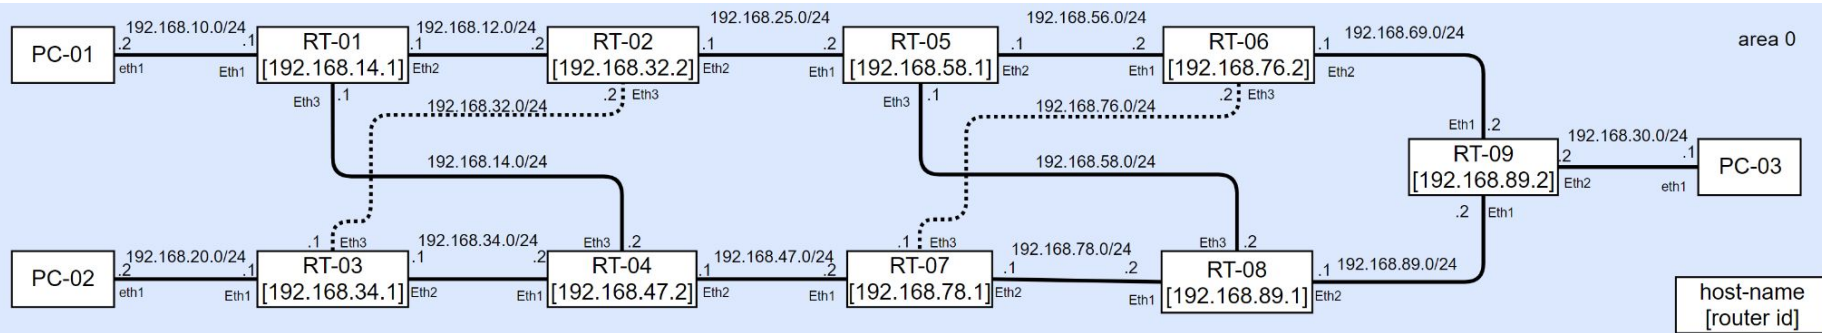 192.168.25.0/24
192.168.56.0/24
192.168.10.0/24
192.168.12.0/24
192.168.69.0/24
PC-01
.2
eth1
.1
Eth1
RT-01
[192.168.14.1]
.1
Eth2
.2
RT-02
[192.168.32.2]
.1
Eth2
.2
Eth1
RT-05
[192.168.58.1]
.1
Eth2
.2
Eth1
RT-06
[192.168.76.2]
.1
Eth2
area 0
Eth3
.1
192.168.32.0/24
.2
Eth3
Eth3
.1
192.168.76.0/24
.2
Eth3
192.168.14.0/24
192.168.58.0/24
Eth1
.2
192.168.30.0/24
RT-09
[192.168.89.2]
.2
Eth2
.1
eth1
PC-03
.2
Eth1
.1
Eth3
192.168.34.0/24
Eth3
.2
.1
Eth3
192.168.78.0/24
Eth3
.2
PC-02
192.168.20.0/24
.2
eth1
.1
Eth1
RT-03
[192.168.34.1]
.1
Eth2
.2
Eth1
RT-04
[192.168.47.2]
192.168.47.0/24
.1
Eth2
.2
Eth1
RT-07
[192.168.78.1]
.1
Eth2
.2
Eth1
RT-08
[192.168.89.1]
.1
192.168.89.0/24
Eth2
host-name
[router id]